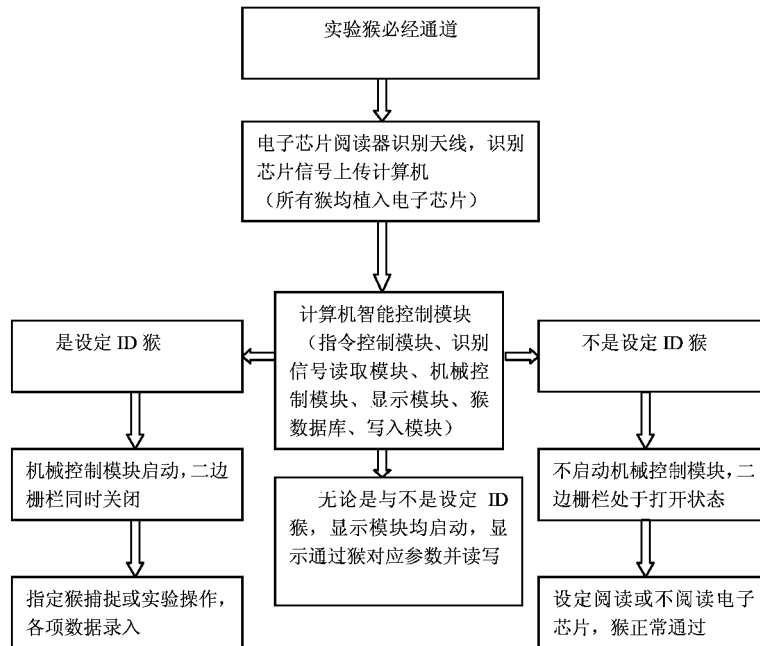 实验猴必经通道
电子芯片阅读器识别天线，识别
芯片信号上传计算机
（所有猴均植入电子芯片）
计算机智能控制模块
（指令控制模块、识别
信号读取模块、机械控
制模块、显示模块、猴
数据库、写入模块）
是设定 ID 猴
不是设定 ID 猴
机械控制模块启动，二边
栅栏同时关闭
无论是与不是设定 ID
猴，显示模块均启动，显
示通过猴对应参数并读写
不启动机械控制模块，二
边栅栏处于打开状态
指定猴捕捉或实验操作，
各项数据录入
设定阅读或不阅读电子
芯片，猴正常通过